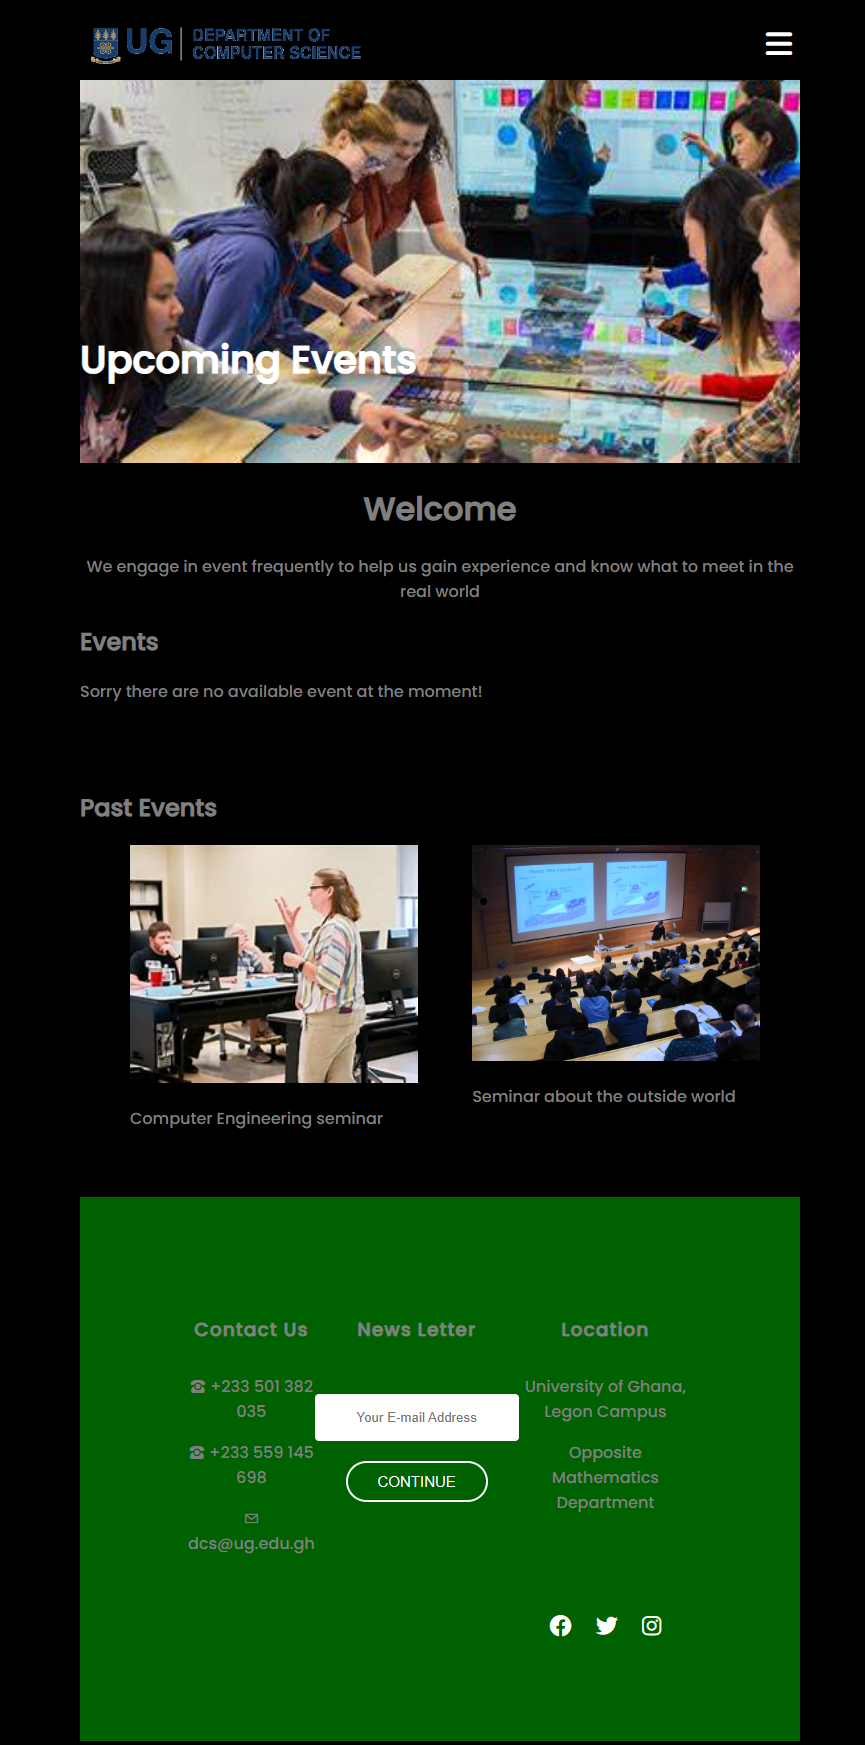 UG
DEPARTMENT OF
COMPUTER SCIENCE
Upcoming Events
Welcome
We engage in event frequently to help us gain experience and know what to meet in the
real world
Events
Sorry there are no available event at the moment!
Past Events
Computer Engineering seminar
Seminar about the outside world
Contact Us
+233 501 382
035
+233 559 145
698
dcs@ug.edu.gh
News Letter
Your E-mail Address
CONTINUE
Location
University of Ghana,
Legon Campus
Opposite
Mathematics
Department